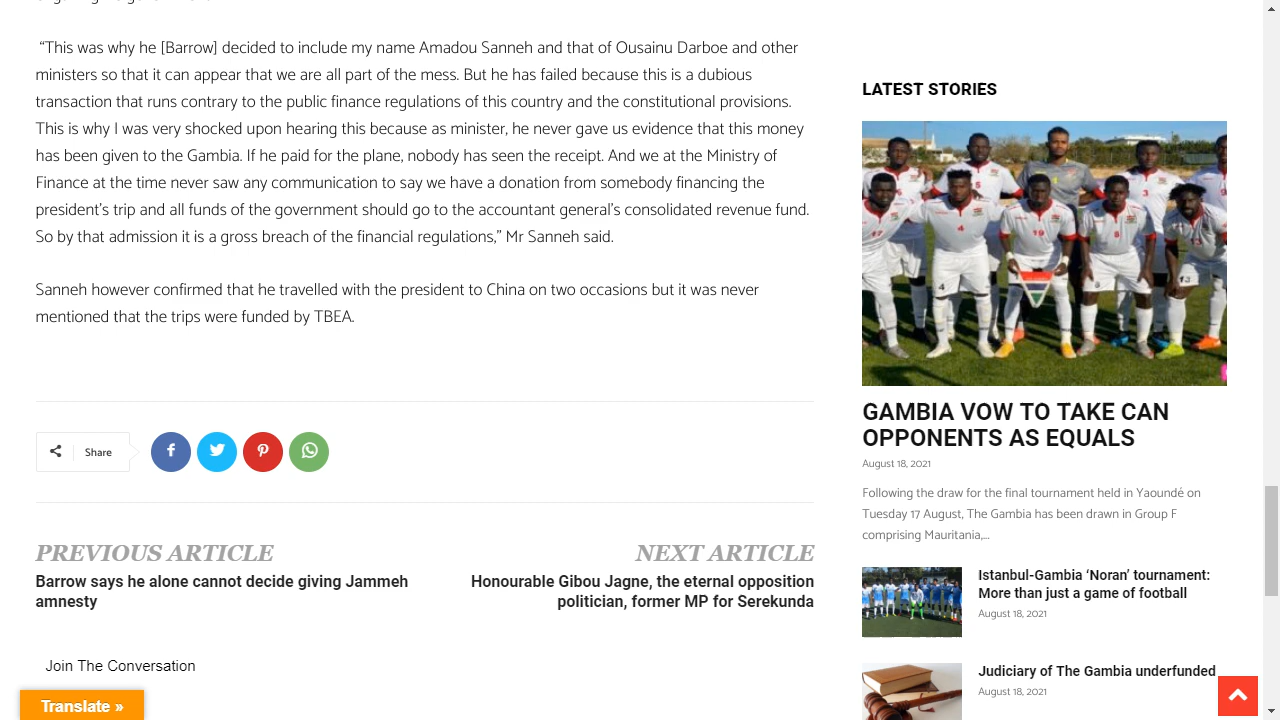 “This was why he [Barrow] decided to include my name Amadou Sanneh and that of Ousainu Darboe and other
ministers so that it can appear that we are all part of the mess. But he has failed because this is a dubious
transaction that runs contrary to the public finance regulations of this country and the constitutional provisions.
This is why I was very shocked upon hearing this because as minister, he never gave us evidence that this money
has been given to the Gambia. If he paid for the plane, nobody has seen the receipt. And we at the Ministry of
Finance at the time never saw any communication to say we have a donation from somebody financing the
president’s trip and all funds of the government should go to the accountant general’s consolidated revenue fund.
So by that admission it is a gross breach of the financial regulations,” Mr Sanneh said.
Sanneh however confirmed that he travelled with the president to China on two occasions but it was never
mentioned that the trips were funded by TBEA.
Share
PREVIOUS ARTICLE
Barrow says he alone cannot decide giving Jammeh
amnesty
NEXT ARTICLE
Honourable Gibou Jagne, the eternal opposition
politician, former MP for Serekunda
Join The Conversation
Translate »
LATEST STORIES
GAMBIA VOW TO TAKE CAN
OPPONENTS AS EQUALS
August 18, 2021
Following the draw for the final tournament held in Yaoundé on
Tuesday 17 August, The Gambia has been drawn in Group F
comprising Mauritania,...
Istanbul-Gambia ‘Noran’ tournament:
More than just a game of football
August 18, 2021
Judiciary of The Gambia underfunded
August 18, 2021